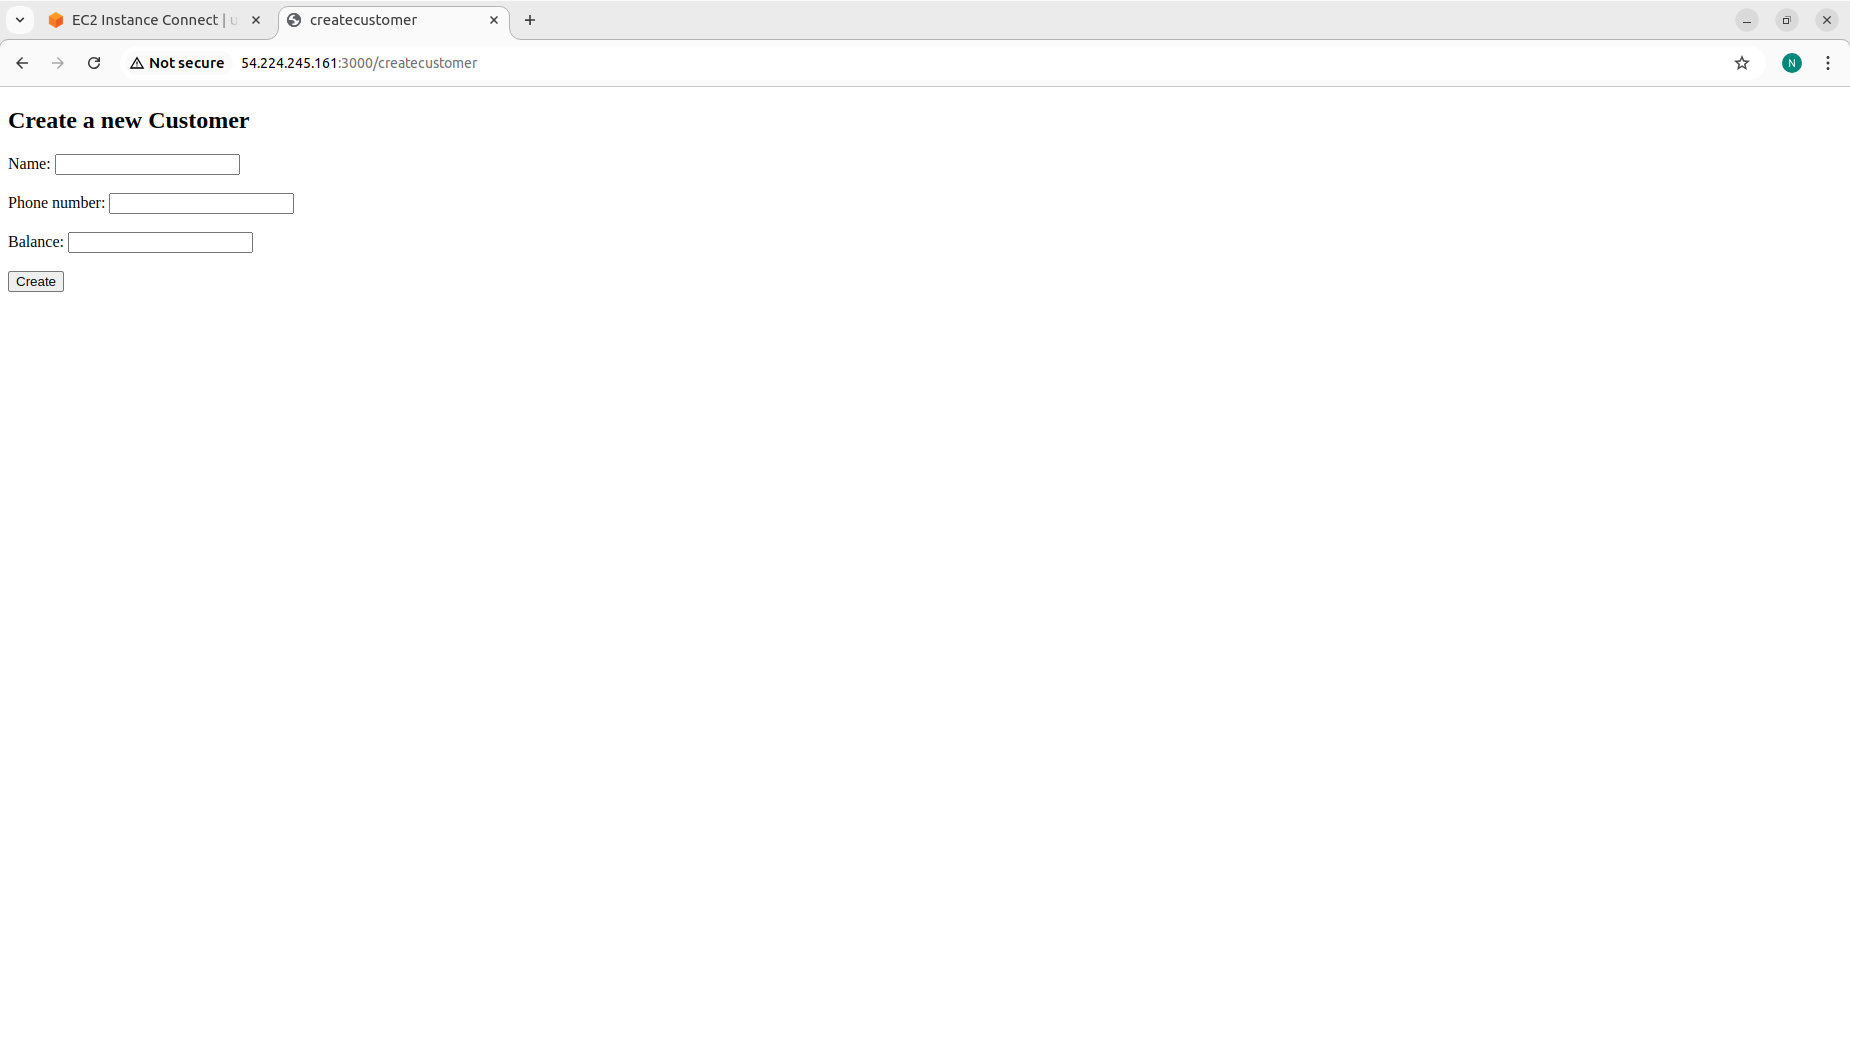 EC2 Instance Connect |
createcustomer
Not secure 54.224.245.161:3000/createcustomer
N
Create a new Customer
Name:
Phone number:
Balance:
Create